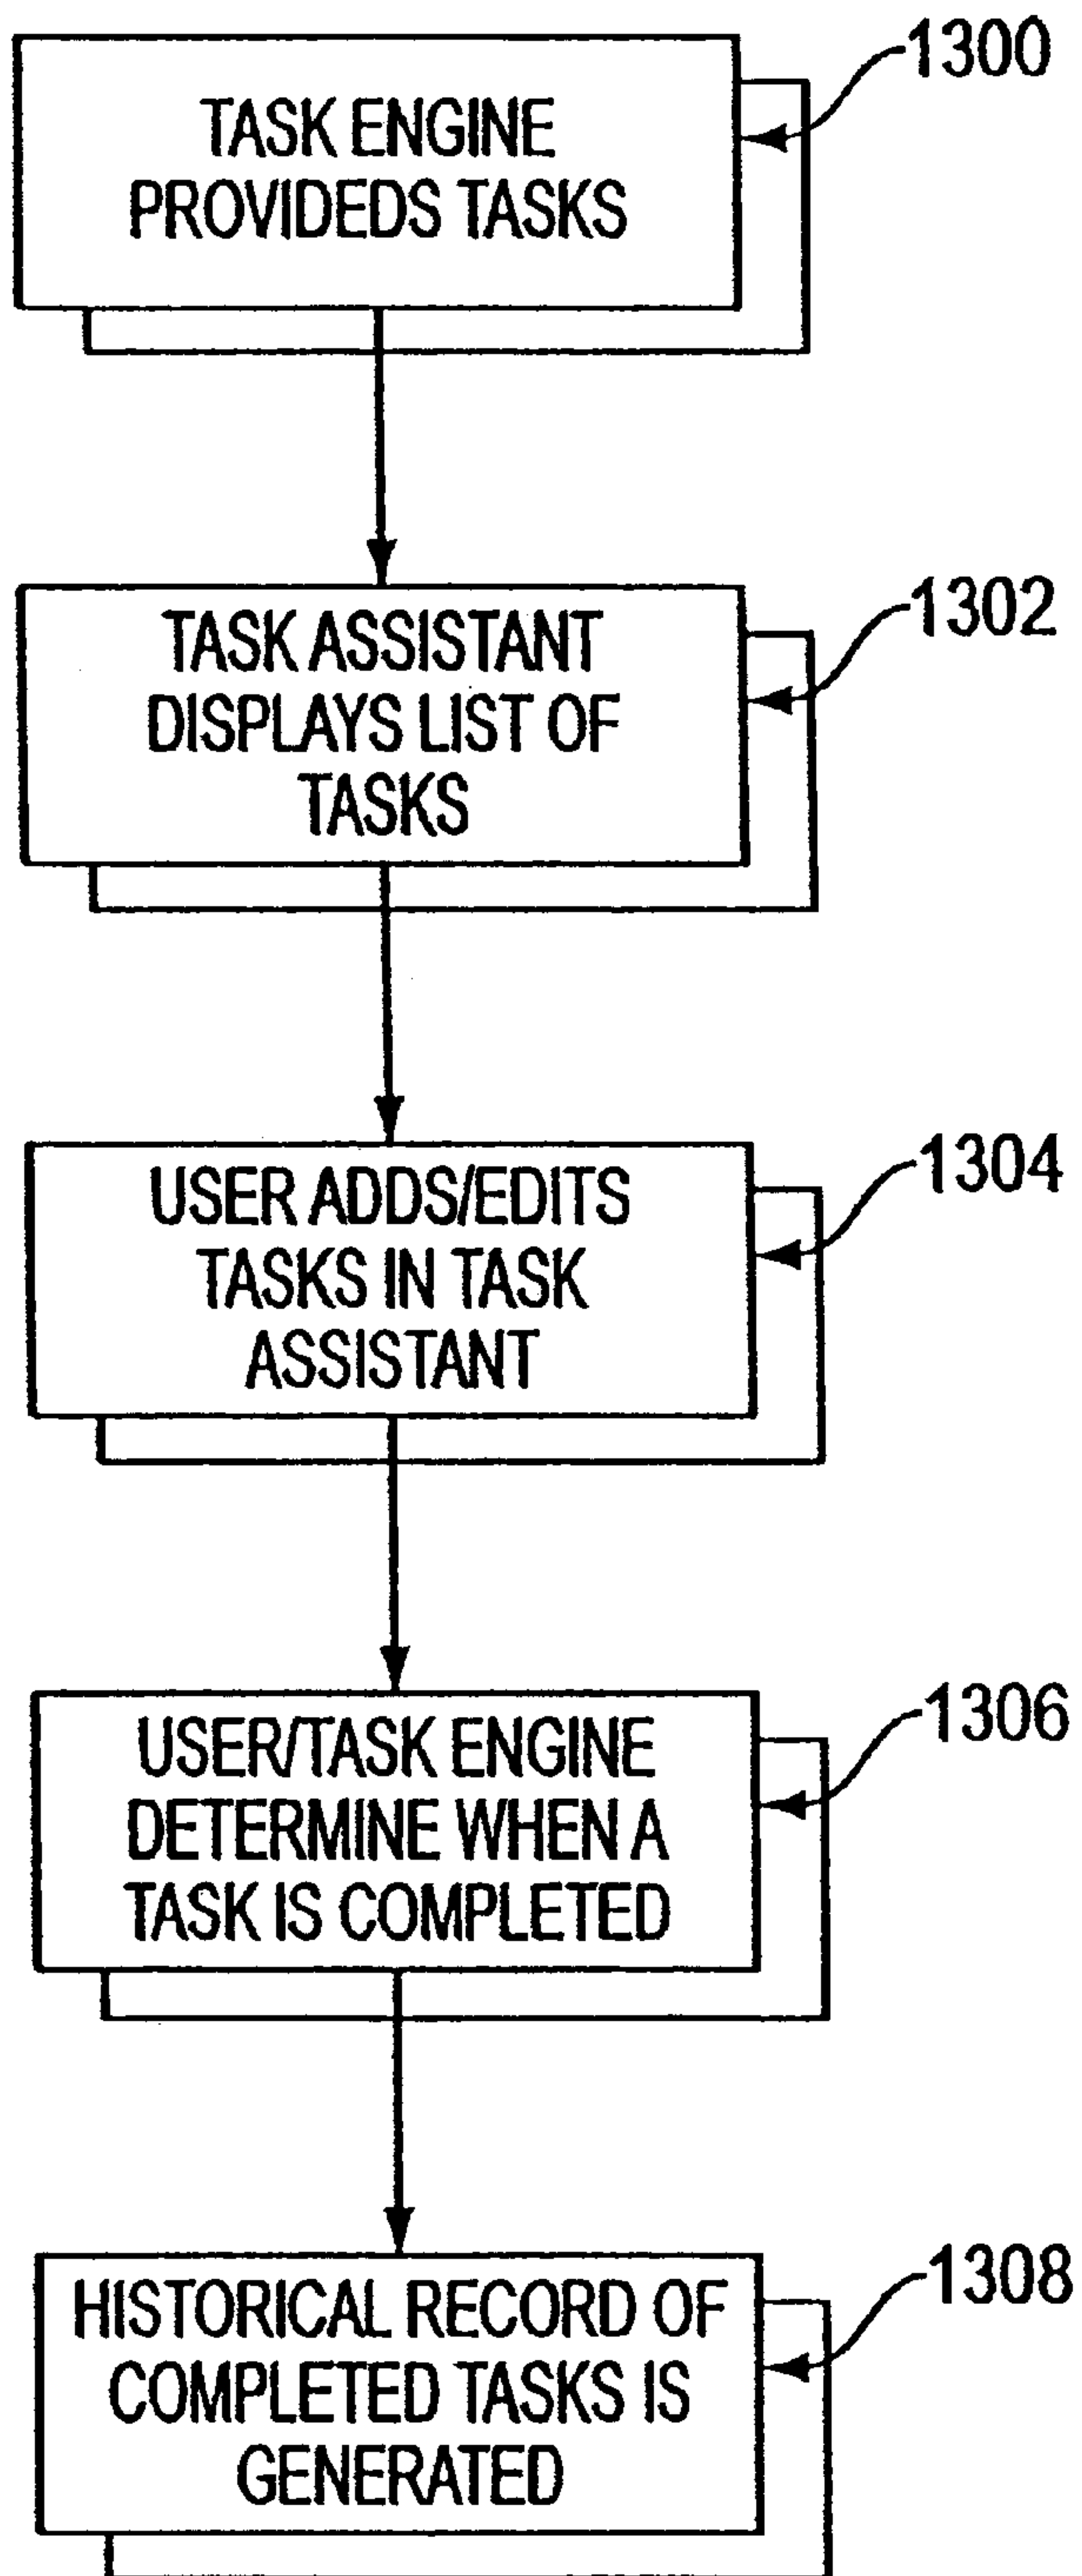 1300
TASK ENGINE
PROVIDEDS TASKS
1302
TASK ASSISTANT
DISPLAYS LIST OF
TASKS
1304
USER ADDS/EDITS
TASKS IN TASK
ASSISTANT
1306
USER/TASK ENGINE
DETERMINE WHEN A
TASK IS COMPLETED
1308
HISTORICAL RECORD OF
COMPLETED TASKS IS
GENERATED